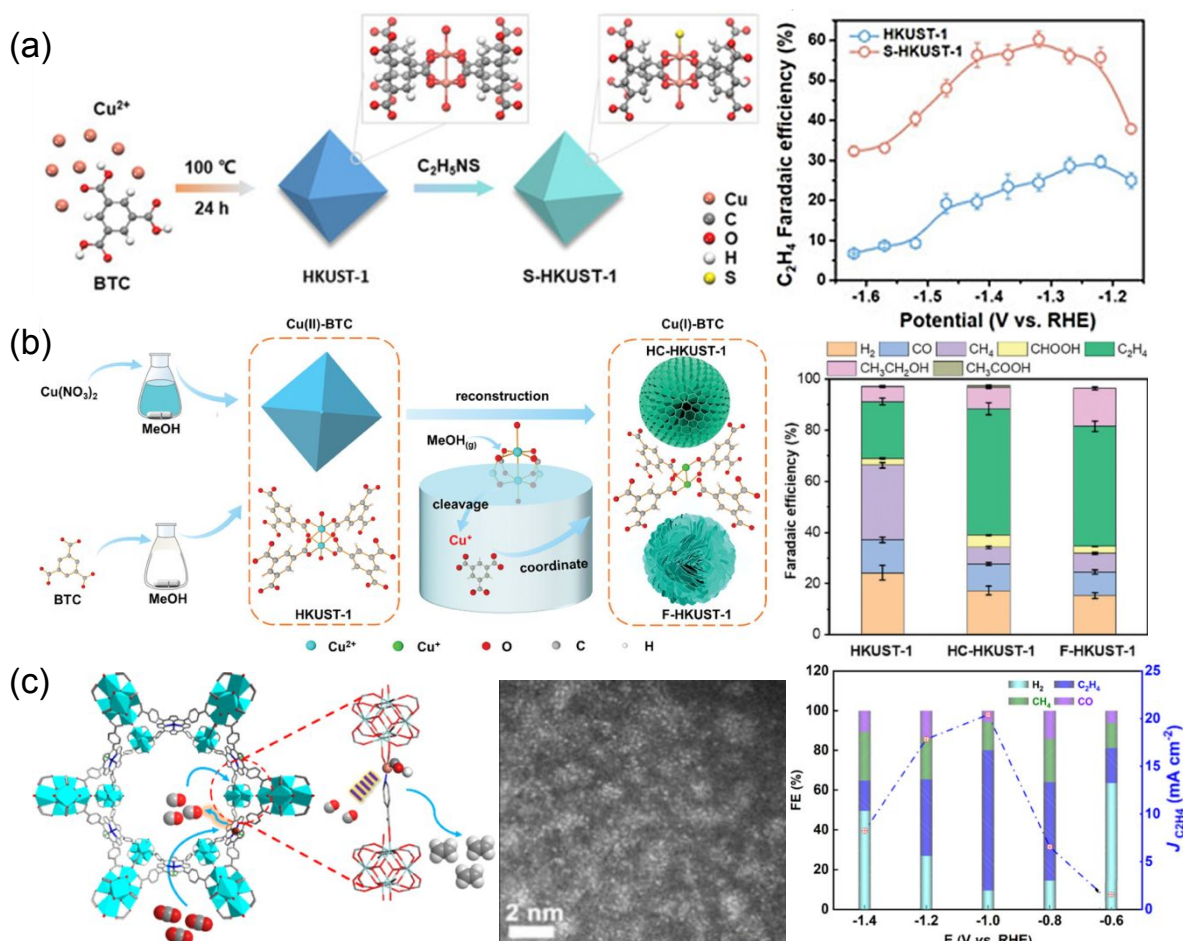 (a)
Cu2+
BTC
100 ℃
24 h
HKUST-1
C2H5NS
S-HKUST-1
Cu
C
O
H
S
C2H4 Faradaic efficiency (%)
60
50
40
30
20
10
0
HKUST-1
S-HKUST-1
-1.6 -1.5 -1.4 -1.3 -1.2
Potential (V vs. RHE)
(b)
Cu(NO3)2
MeOH
BTC
MeOH
Cu(II)-BTC
HKUST-1
reconstruction
MeOH(g)
cleavage
Cu+
coordinate
Cu(I)-BTC
HC-HKUST-1
F-HKUST-1
Cu2+ Cu+ O C H
H2 CO CH4 CHOOH C2H4
CH3CH2OH CH3COOH
Faradaic efficiency (%)
100
80
60
40
20
0
HKUST-1 HC-HKUST-1 F-HKUST-1
(c)
2 nm
FE (%)
120
100
80
60
40
20
0
H2 C2H4
CH4 CO
25
20
15
10
5
0
J C2H4 (mA cm-2)
-1.4 -1.2 -1.0 -0.8 -0.6
E (V vs. RHE)